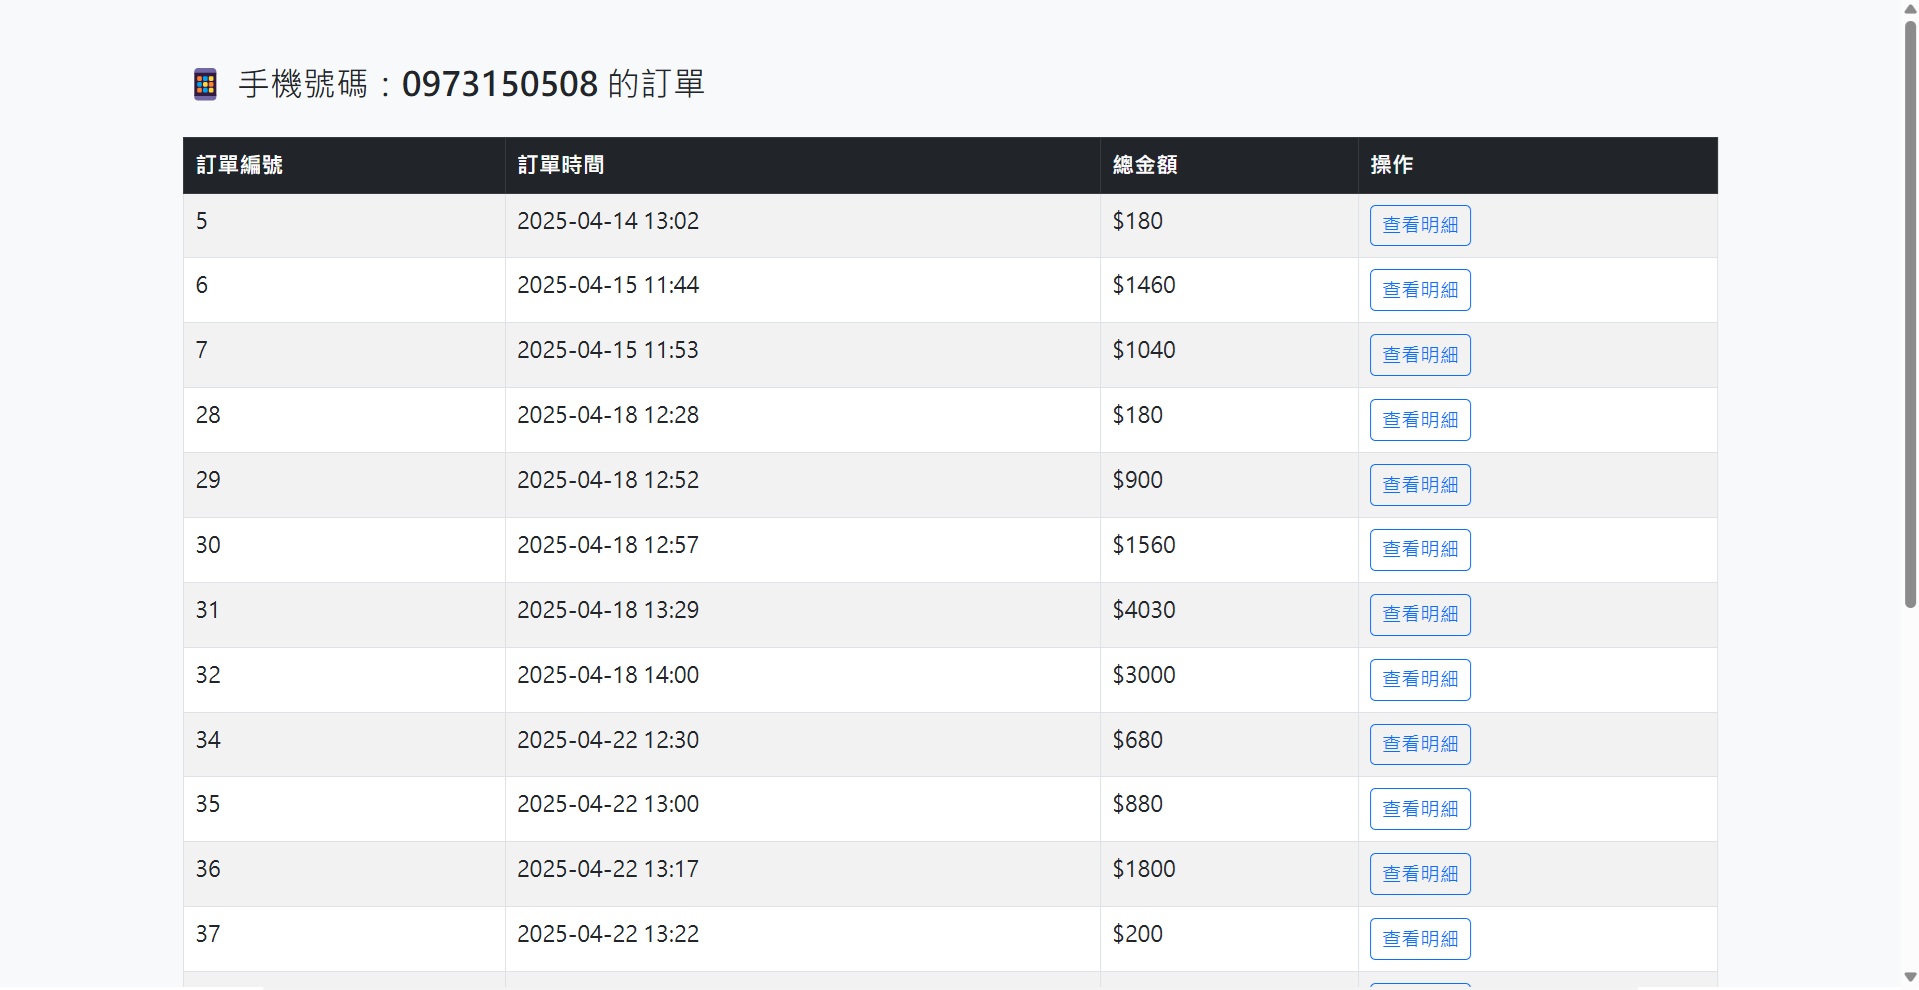 手機號碼：0973150508 的訂單
訂單編號 訂單時間 總金額 操作
5 2025-04-14 13:02 $180 查看明細
6 2025-04-15 11:44 $1460 查看明細
7 2025-04-15 11:53 $1040 查看明細
28 2025-04-18 12:28 $180 查看明細
29 2025-04-18 12:52 $900 查看明細
30 2025-04-18 12:57 $1560 查看明細
31 2025-04-18 13:29 $4030 查看明細
32 2025-04-18 14:00 $3000 查看明細
34 2025-04-22 12:30 $680 查看明細
35 2025-04-22 13:00 $880 查看明細
36 2025-04-22 13:17 $1800 查看明細
37 2025-04-22 13:22 $200 查看明細